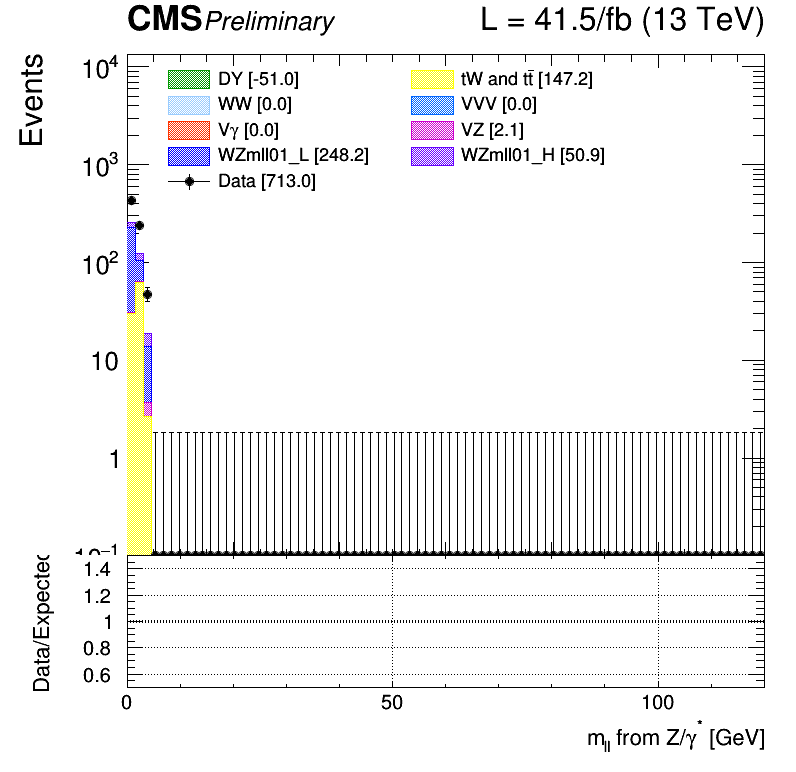 CMS Preliminary L = 41.5/fb (13 TeV)
Events
10⁴
10³
10²
10
1
10⁻¹
DY [-51.0] tW and tt̄ [147.2]
WW [0.0] VVV [0.0]
Vγ [0.0] VZ [2.1]
WZmll01_L [248.2] WZmll01_H [50.9]
Data [713.0]
Data/Expected
1.4
1.2
1
0.8
0.6
0 50 100
m_ll from Z/γ* [GeV]